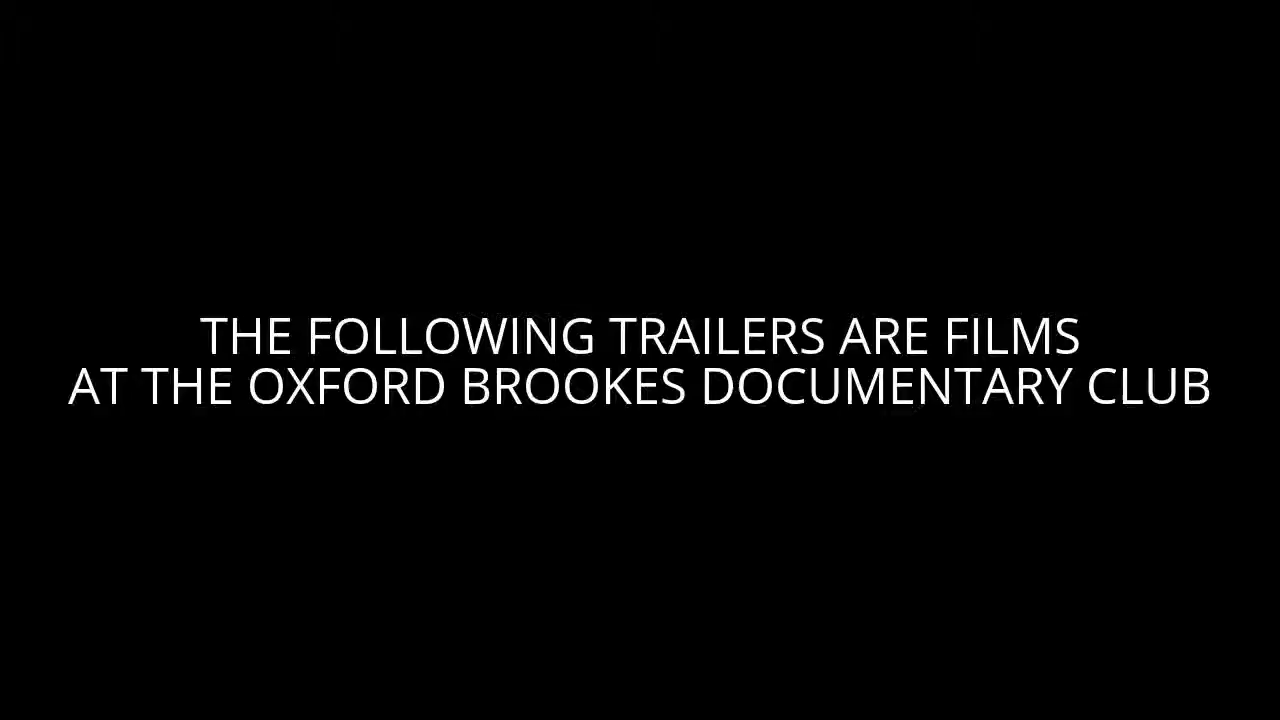 THE FOLLOWING TRAILERS ARE FILMS
AT THE OXFORD BROOKES DOCUMENTARY CLUB